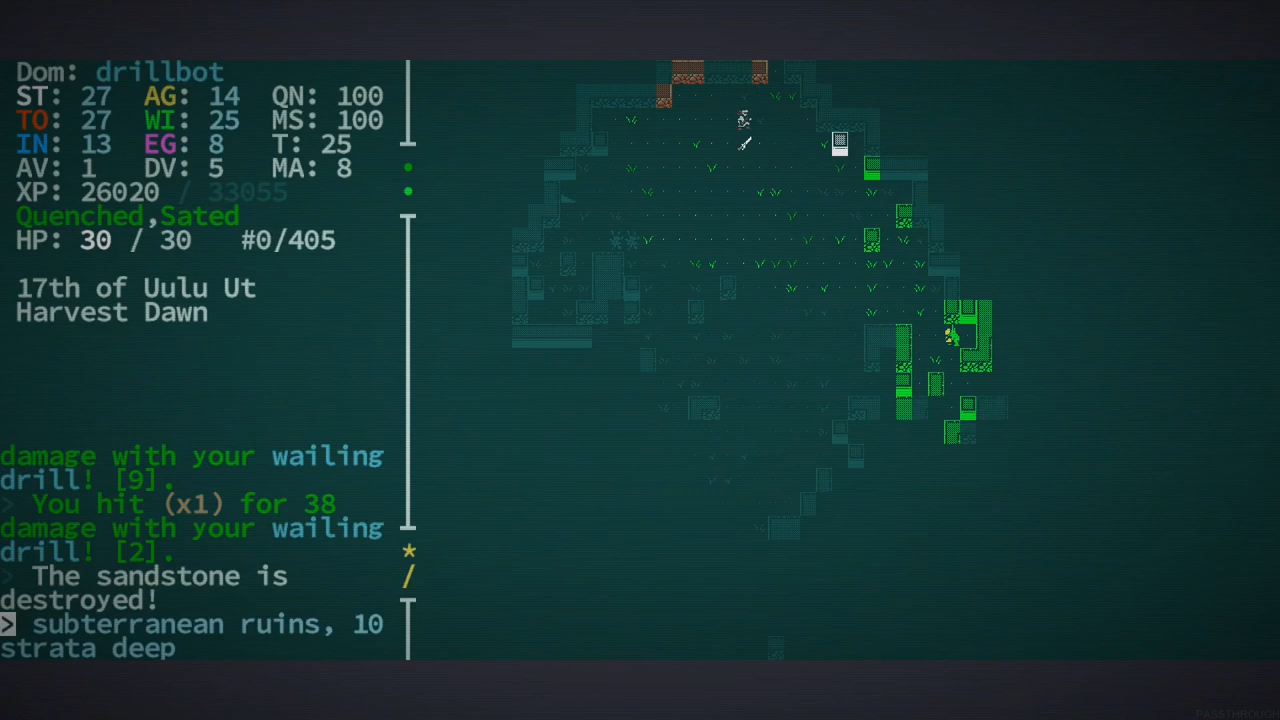 Dom: drillbot
ST: 27 AG: 14 QN: 100
TO: 27 WI: 25 MS: 100
IN: 13 EG: 8 T: 25
AV: 1 DV: 5 MA: 8
XP: 26020 / 33055
Quenched,Sated
HP: 30 / 30 #0/405
17th of Uulu Ut
Harvest Dawn
damage with your wailing
drill! [9].
> You hit (x1) for 38
damage with your wailing
drill! [2].
> The sandstone is
destroyed!
> subterranean ruins, 10
strata deep
PASSTHROUGH